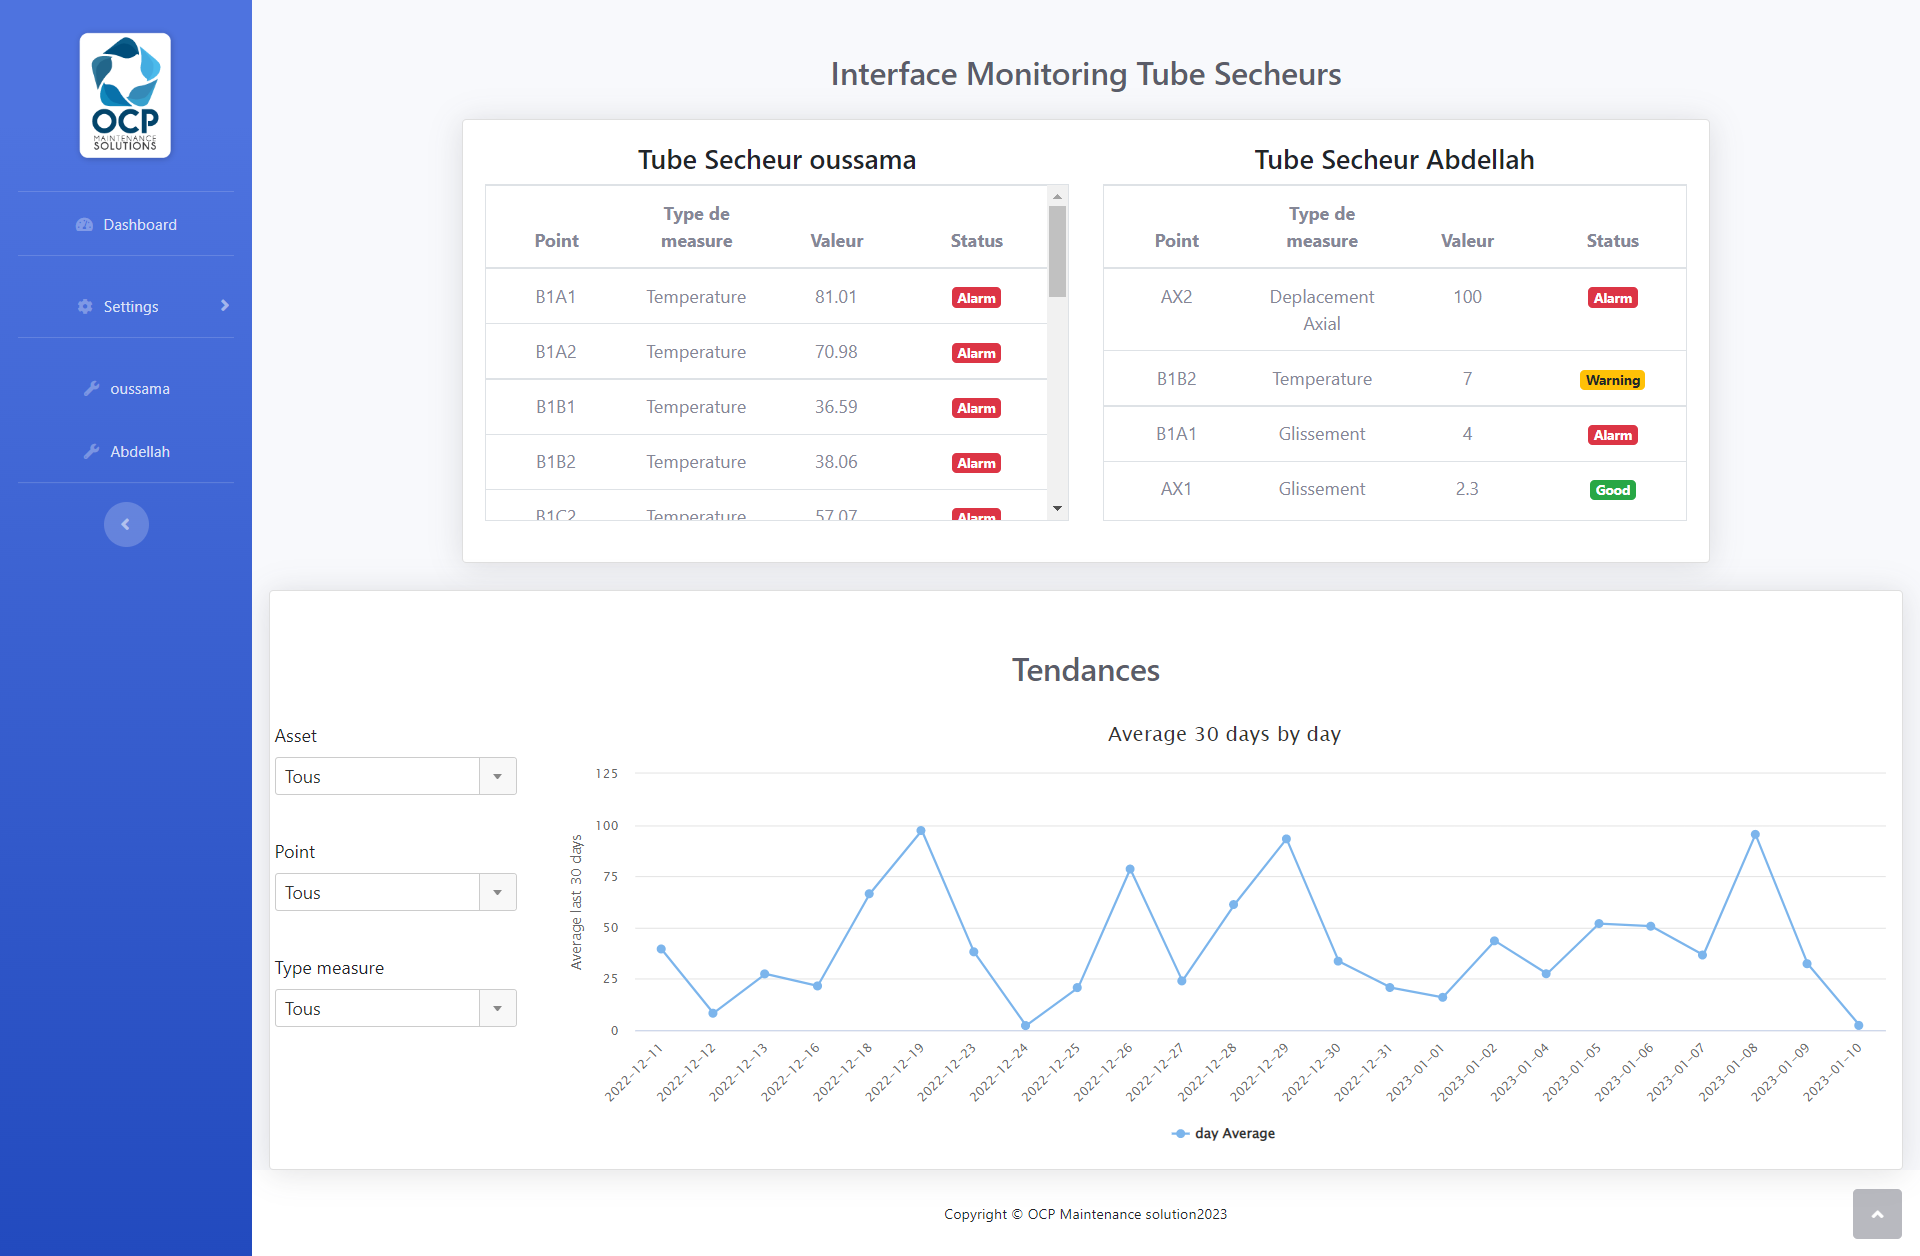 OCP
MAINTENANCE
SOLUTIONS
Dashboard
Settings
oussama
Abdellah
Interface Monitoring Tube Secheurs
Tube Secheur oussama
Point Type de measure Valeur Status
B1A1 Temperature 81.01 Alarm
B1A2 Temperature 70.98 Alarm
B1B1 Temperature 36.59 Alarm
B1B2 Temperature 38.06 Alarm
B1C2 Temperature 57.07 Alarm
Tube Secheur Abdellah
Point Type de measure Valeur Status
AX2 Deplacement Axial 100 Alarm
B1B2 Temperature 7 Warning
B1A1 Glissement 4 Alarm
AX1 Glissement 2.3 Good
Tendances
Asset
Tous
Point
Tous
Type measure
Tous
Average 30 days by day
Average last 30 days
125
100
75
50
25
0
2022-12-11
2022-12-12
2022-12-13
2022-12-16
2022-12-18
2022-12-19
2022-12-23
2022-12-24
2022-12-25
2022-12-26
2022-12-27
2022-12-28
2022-12-29
2022-12-30
2022-12-31
2023-01-01
2023-01-02
2023-01-04
2023-01-05
2023-01-06
2023-01-07
2023-01-08
2023-01-09
2023-01-10
day Average
Copyright © OCP Maintenance solution2023